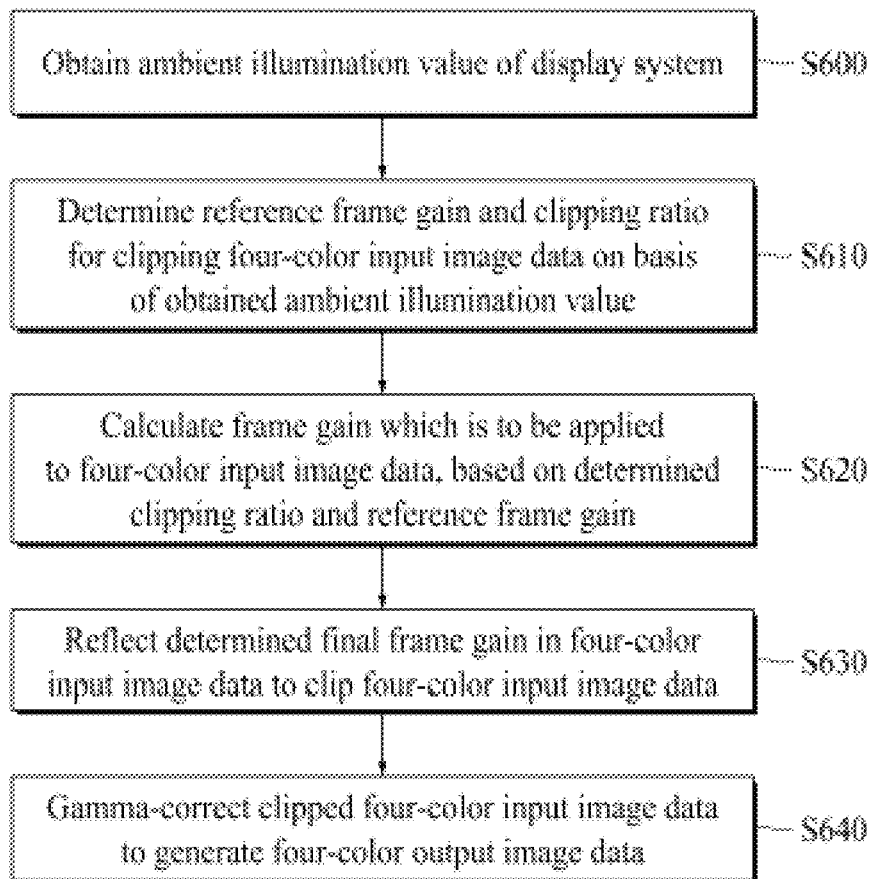 Obtain ambient illumination value of display system
S600
Determine reference frame gain and clipping ratio
for clipping four-color input image data on basis
of obtained ambient illumination value
S610
Calculate frame gain which is to be applied
to four-color input image data, based on determined
clipping ratio and reference frame gain
S620
Reflect determined final frame gain in four-color
input image data to clip four-color input image data
S630
Gamma-correct clipped four-color input image data
to generate four-color output image data
S640